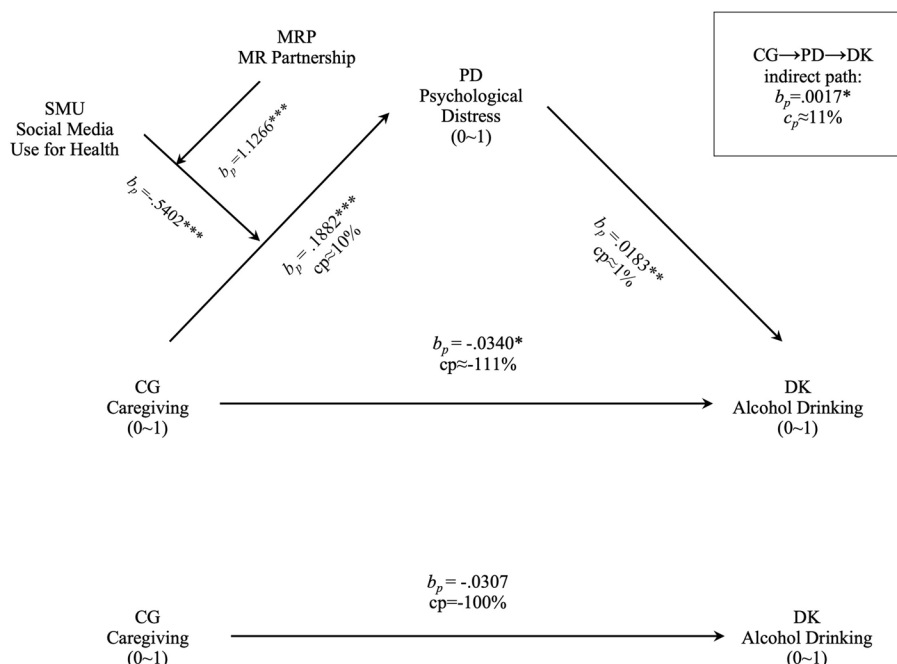 MRP
MR Partnership
SMU
Social Media
Use for Health
PD
Psychological
Distress
(0~1)
CG→PD→DK
indirect path:
bₚ=.0017*
cₚ≈11%
bₚ=1.1266***
bₚ=-.5402***
bₚ= .1882***
cp≈10%
bₚ=.0183**
cp≈1%
bₚ= -.0340*
cp≈-111%
CG
Caregiving
(0~1)
DK
Alcohol Drinking
(0~1)
bₚ= -.0307
cp=-100%
CG
Caregiving
(0~1)
DK
Alcohol Drinking
(0~1)